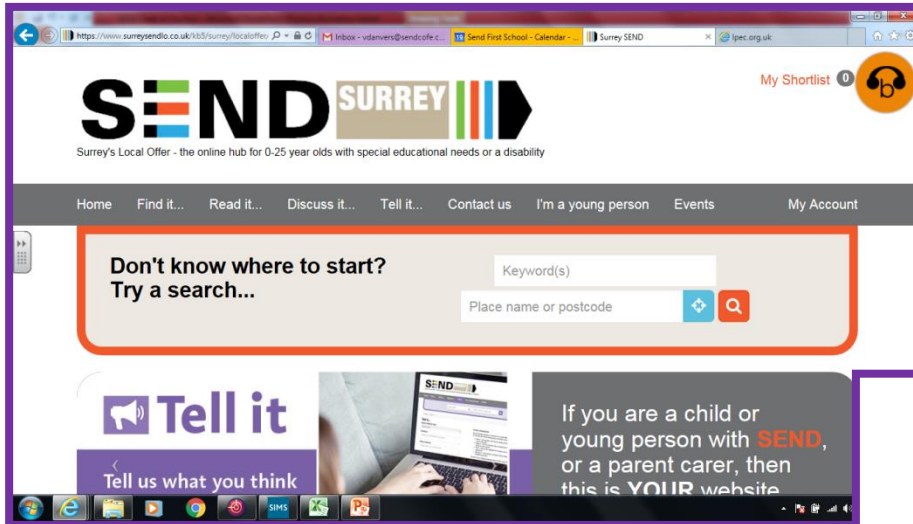 https://www.surreysendlo.co.uk/kb5/surrey/localoffer/
Inbox - vdanvers@sendcofe.c...
Send First School - Calendar - ...
Surrey SEND
lpec.org.uk
SEND SURREY
My Shortlist 0
b
Surrey's Local Offer - the online hub for 0-25 year olds with special educational needs or a disability
Home Find it... Read it... Discuss it... Tell it... Contact us I'm a young person Events My Account
Don't know where to start?
Try a search...
Keyword(s)
Place name or postcode
Tell it
Tell us what you think
SEND
If you are a child or
young person with SEND,
or a parent carer, then
this is YOUR website
SIMS